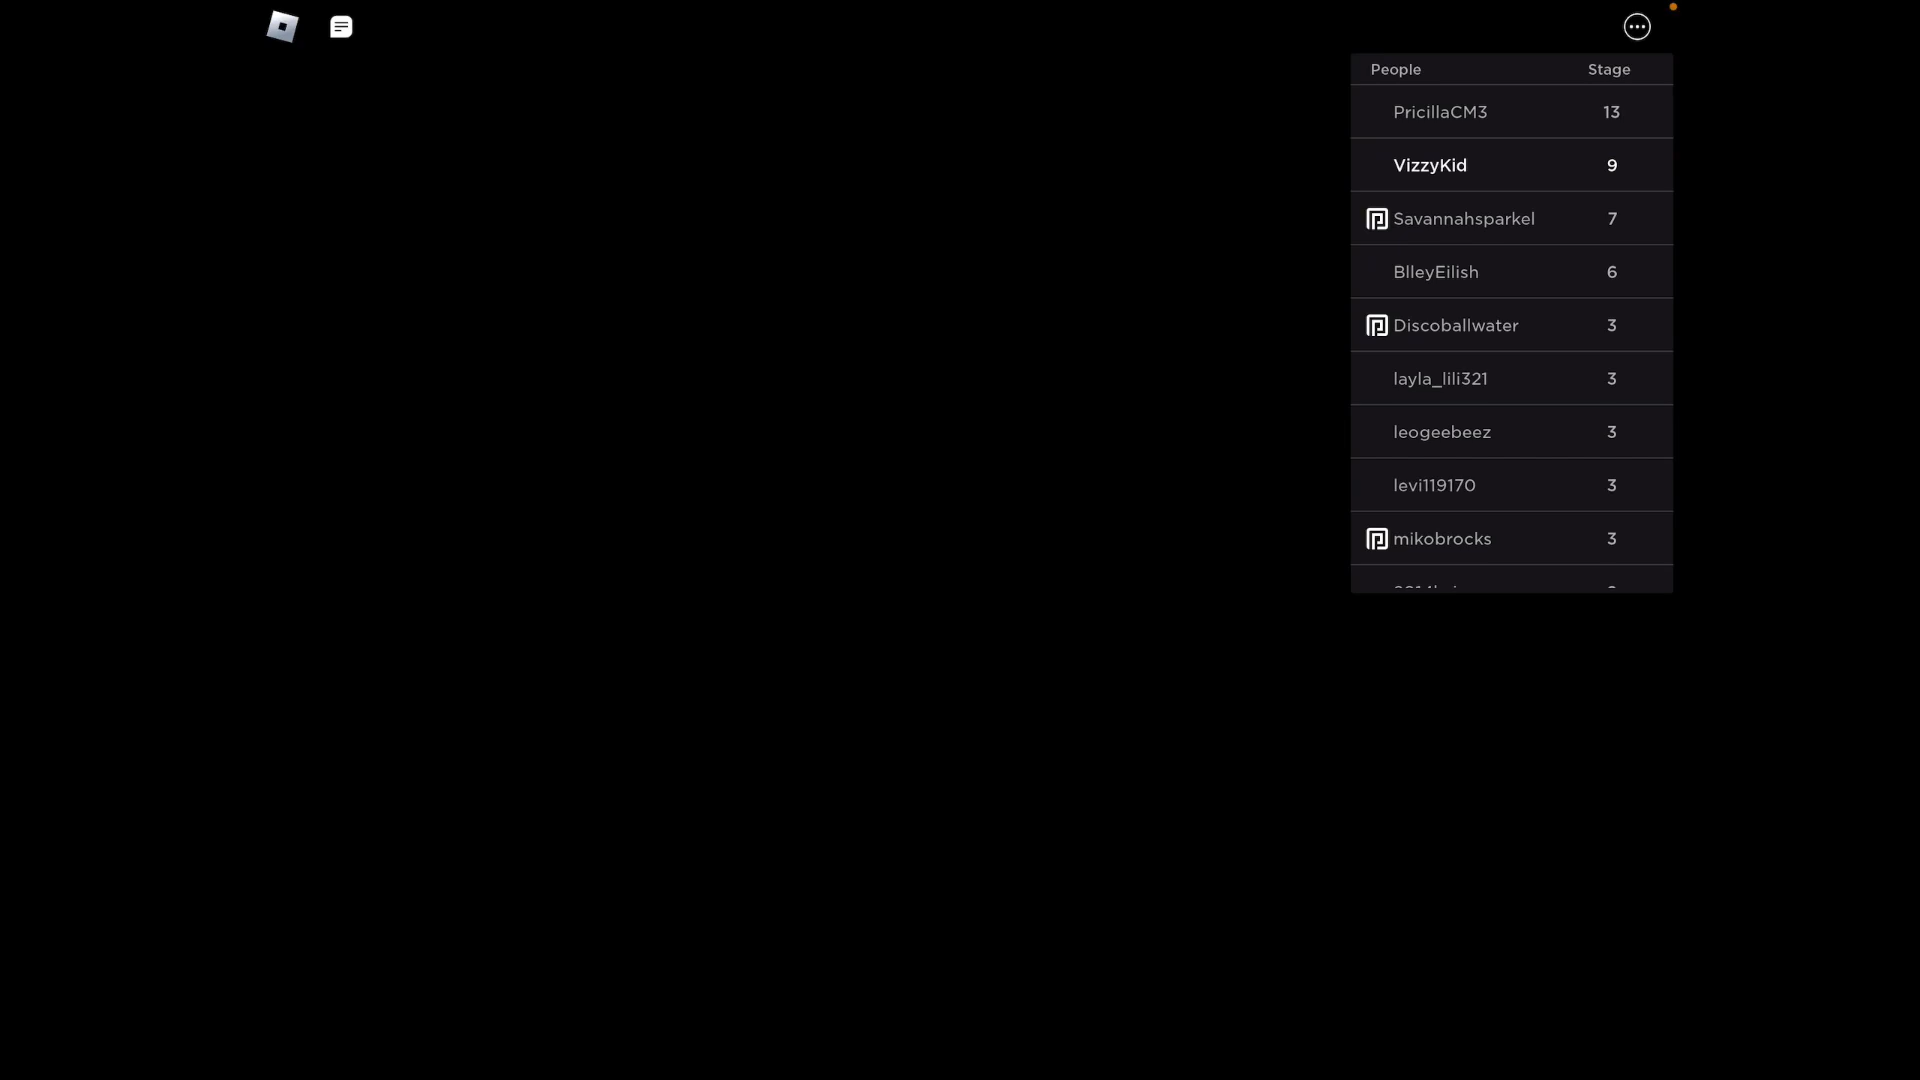 People Stage
PricillaCM3 13
VizzyKid 9
Savannahsparkel 7
BlleyEilish 6
Discoballwater 3
layla_lili321 3
leogeebeez 3
levi119170 3
mikobrocks 3